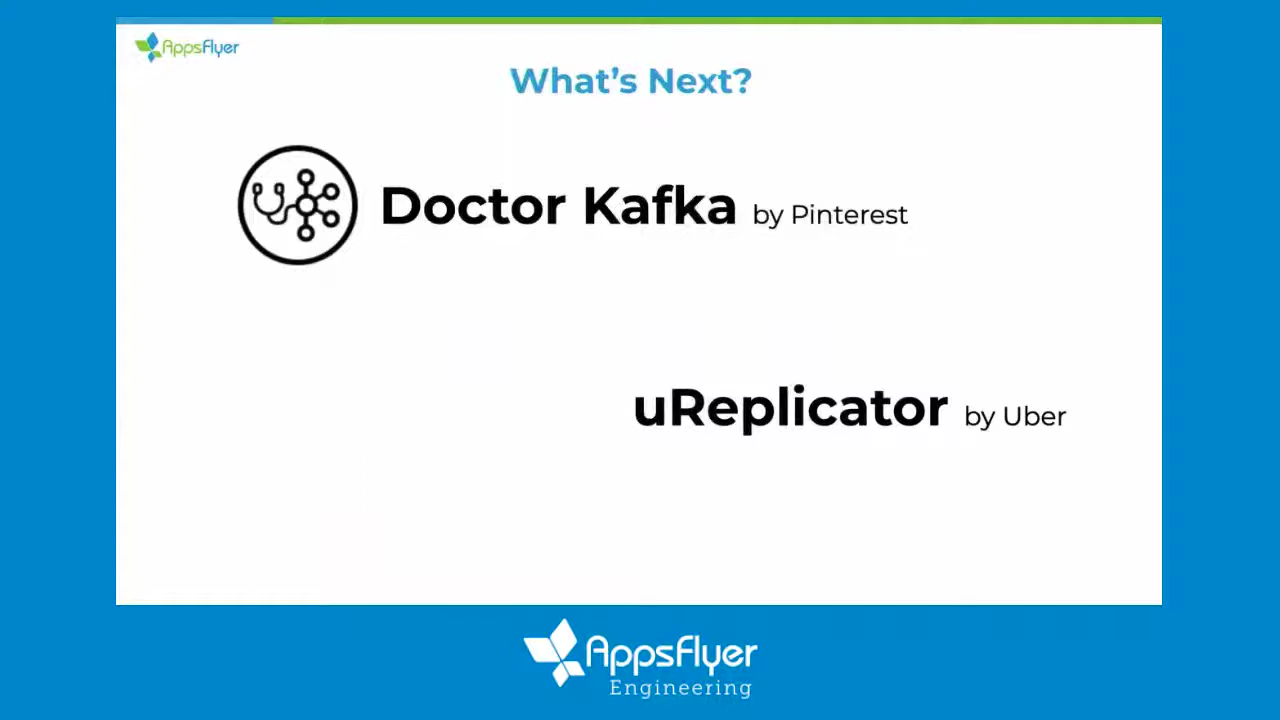 AppsFlyer
What's Next?
Doctor Kafka by Pinterest
uReplicator by Uber
AppsFlyer
Engineering